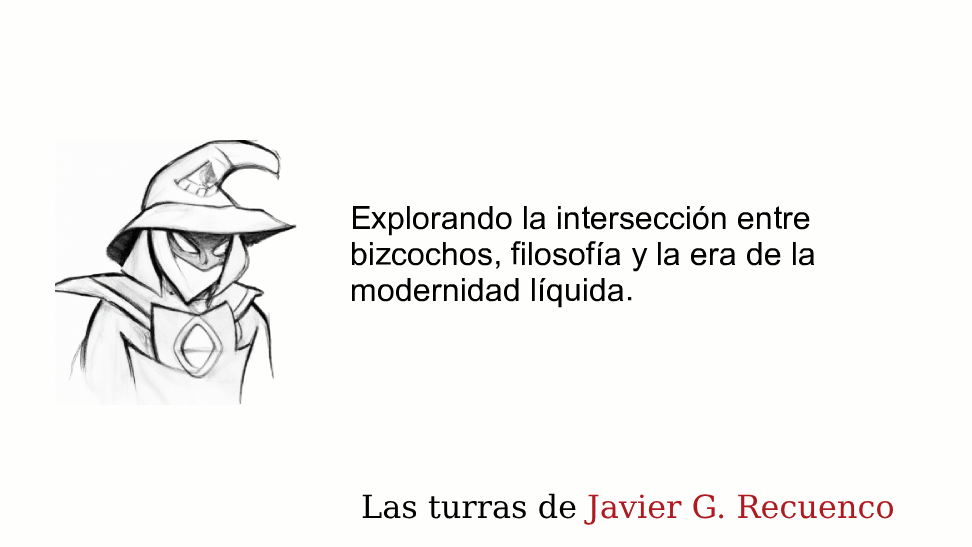 Explorando la intersección entre
bizcochos, filosofía y la era de la
modernidad líquida.
Las turras de Javier G. Recuenco